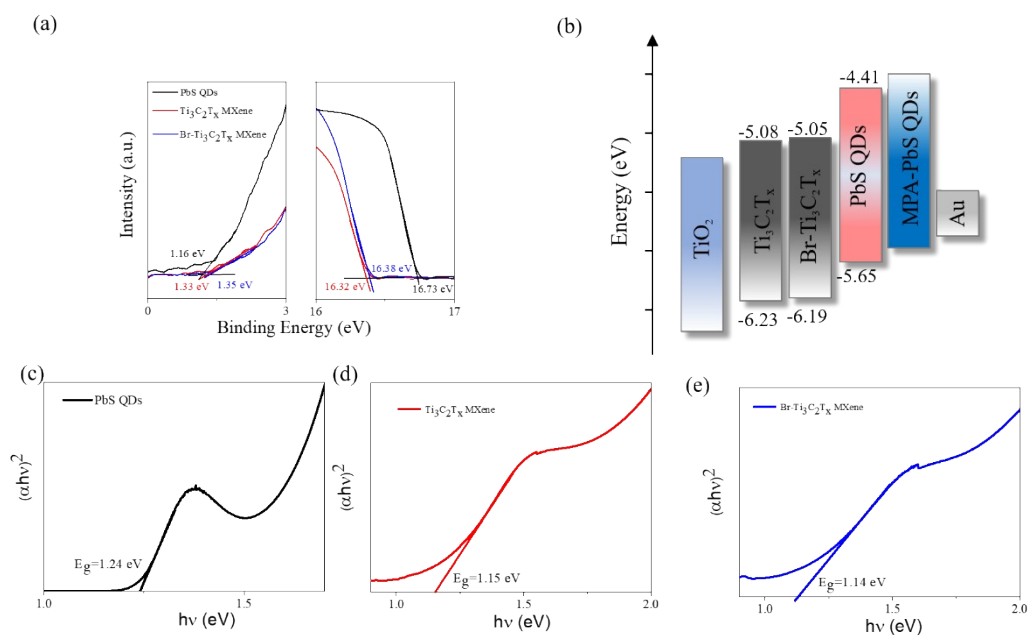 (a)
PbS QDs
Ti₃C₂Tₓ MXene
Br-Ti₃C₂Tₓ MXene
Intensity (a.u.)
1.16 eV
1.33 eV
1.35 eV
16.38 eV
16.32 eV
16.73 eV
0 3 16 17
Binding Energy (eV)
(b)
Energy (eV)
TiO₂
-5.08
Ti₃C₂Tₓ
-6.23
-5.05
Br-Ti₃C₂Tₓ
-6.19
-4.41
PbS QDs
-5.65
MPA-PbS QDs
Au
(c)
PbS QDs
(αhν)²
Eg=1.24 eV
1.0 1.5
hν (eV)
(d)
Ti₃C₂Tₓ MXene
(αhν)²
Eg=1.15 eV
1.0 1.5 2.0
hν (eV)
(e)
Br-Ti₃C₂Tₓ MXene
(αhν)²
Eg=1.14 eV
1.0 1.5 2.0
hν (eV)